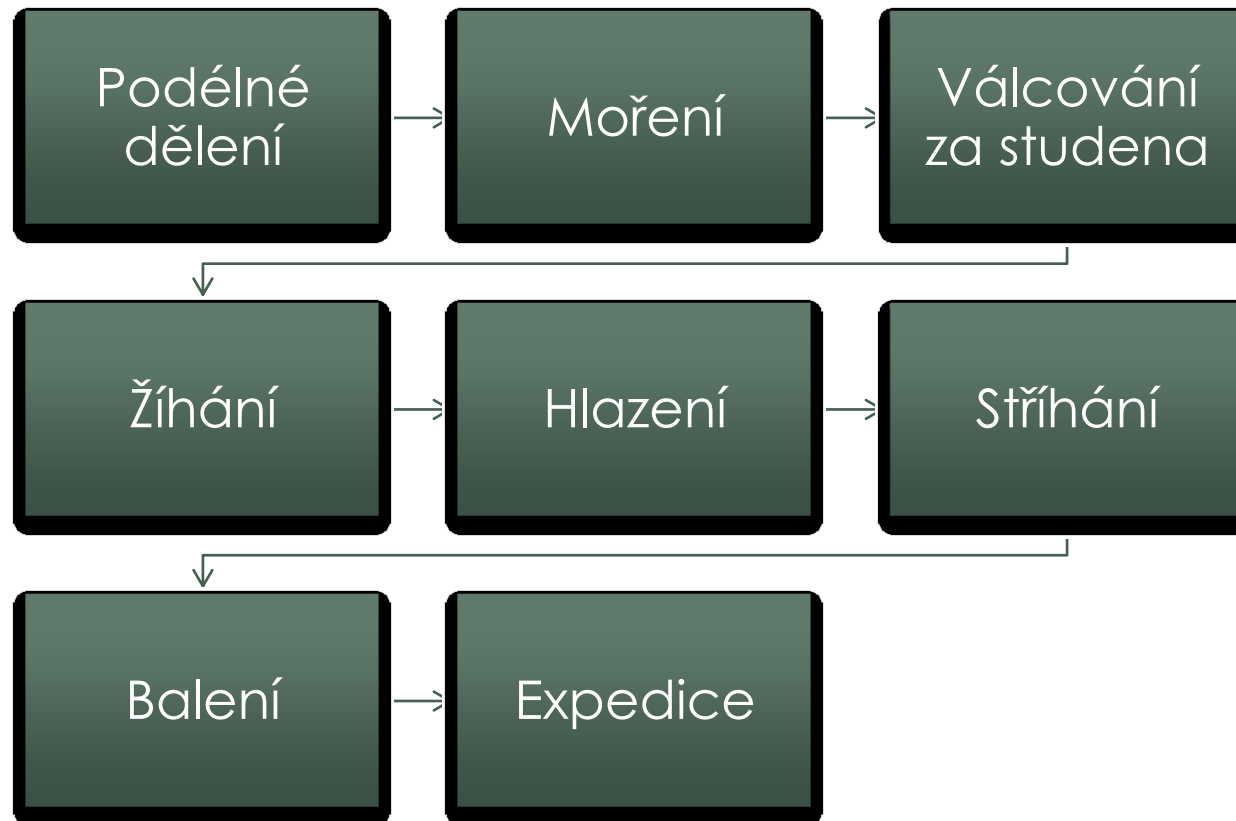 Podélné
dělení
Moření
Válcování
za studena
Žíhání
Hlazení
Stříhání
Balení
Expedice